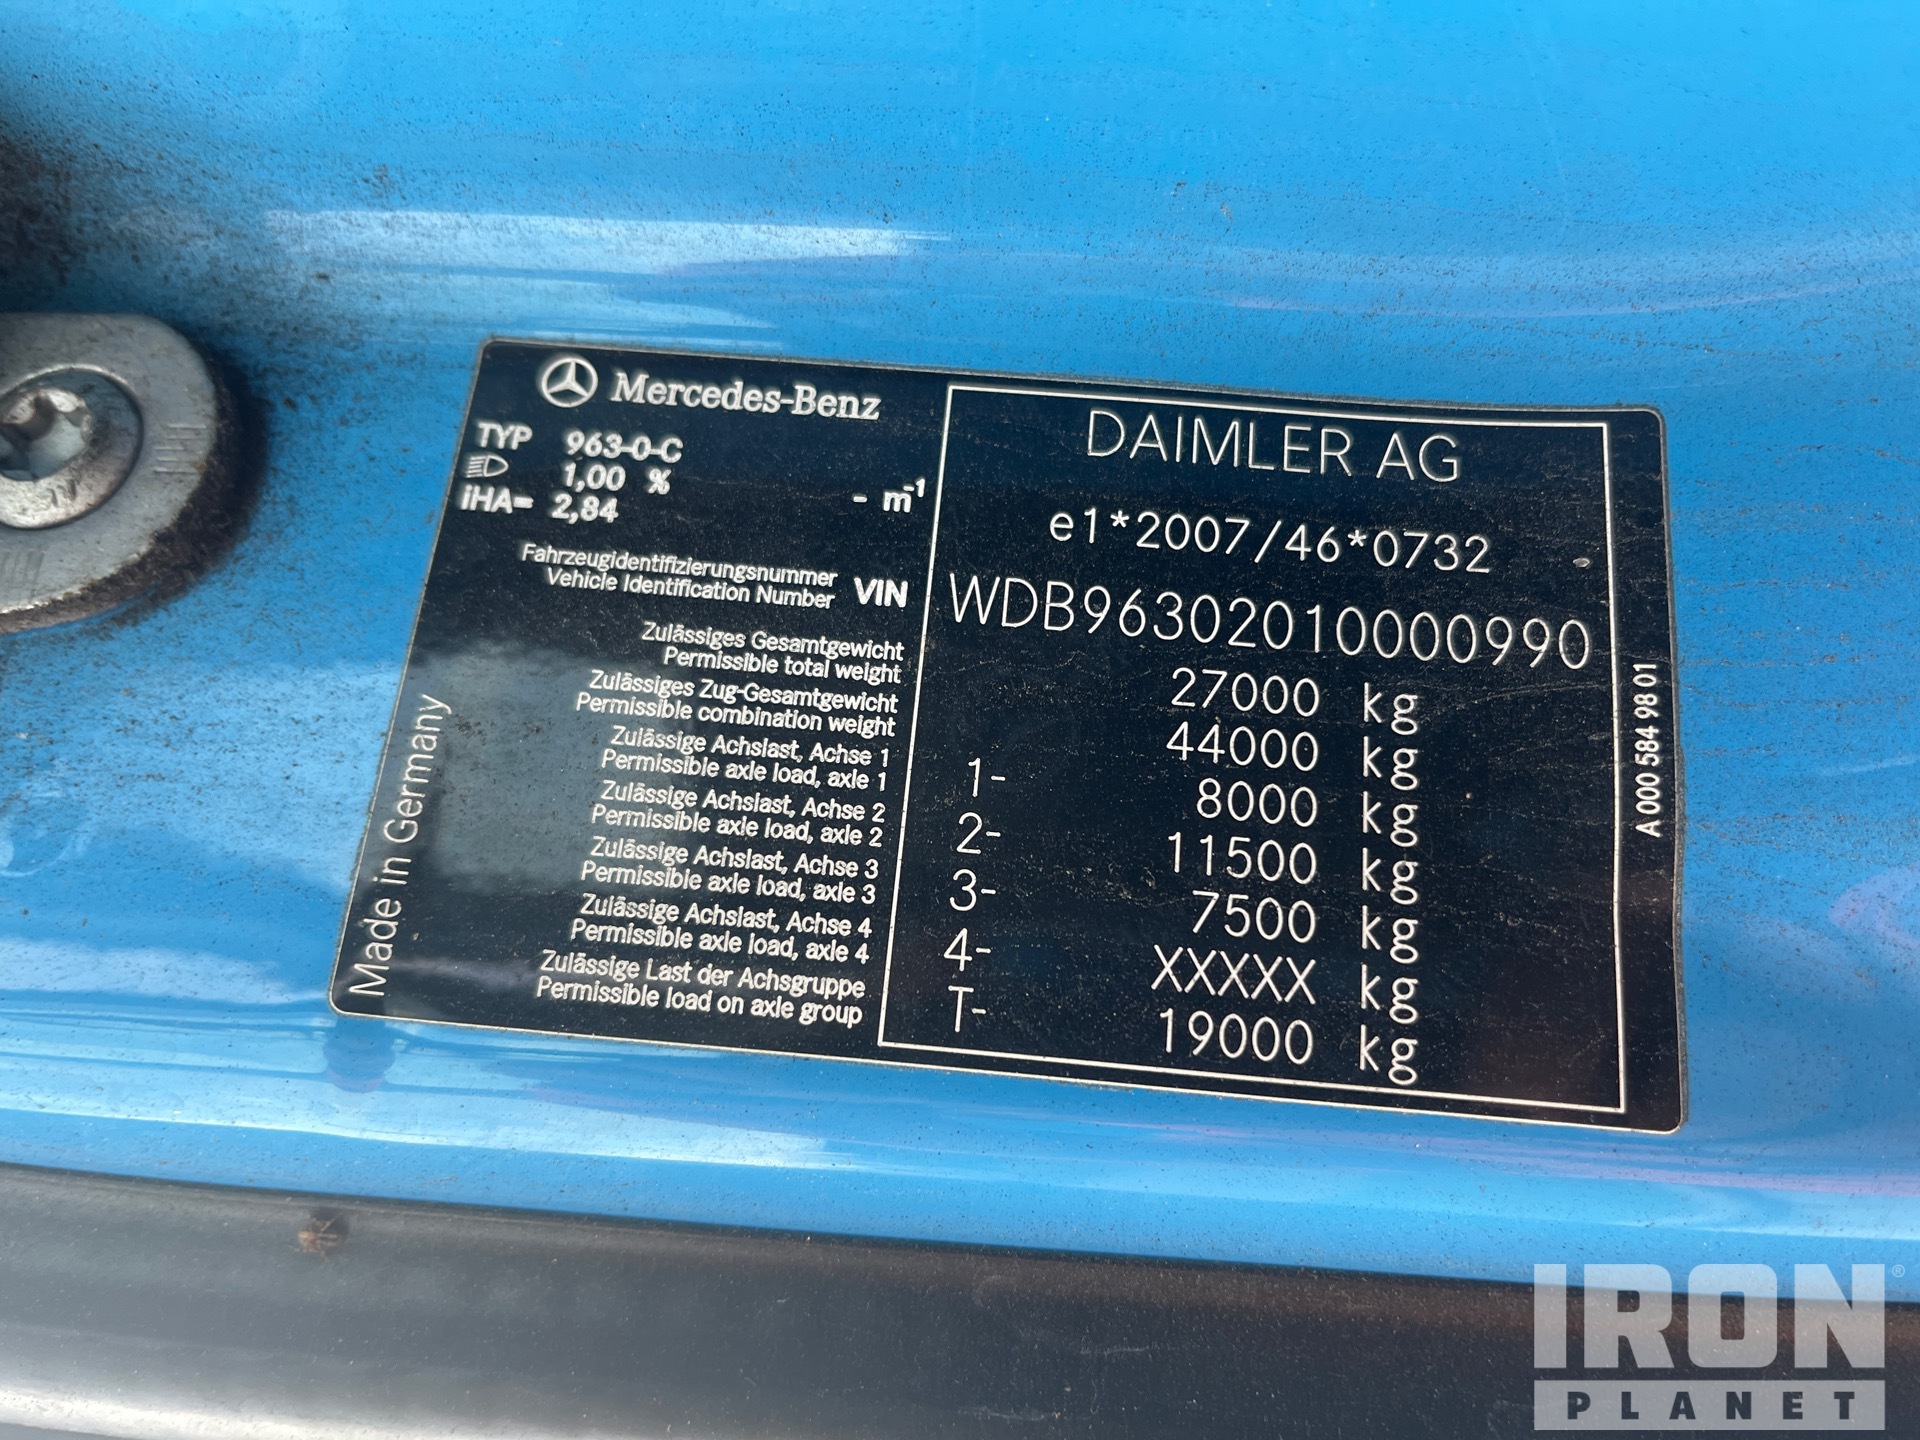 Mercedes-Benz
TYP 963-0-C
1,00 % - m⁻¹
iHA= 2,84
Fahrzeugidentifizierungsnummer
Vehicle Identification Number VIN
Zulässiges Gesamtgewicht
Permissible total weight
Zulässiges Zug-Gesamtgewicht
Permissible combination weight
Zulässige Achslast, Achse 1
Permissible axle load, axle 1
Zulässige Achslast, Achse 2
Permissible axle load, axle 2
Zulässige Achslast, Achse 3
Permissible axle load, axle 3
Zulässige Achslast, Achse 4
Permissible axle load, axle 4
Zulässige Last der Achsgruppe
Permissible load on axle group
Made in Germany
DAIMLER AG
e1*2007/46*0732 -
WDB96302010000990
27000 kg
44000 kg
1- 8000 kg
2- 11500 kg
3- 7500 kg
4- XXXXX kg
T- 19000 kg
A 000 584 98 01
IRON®
PLANET